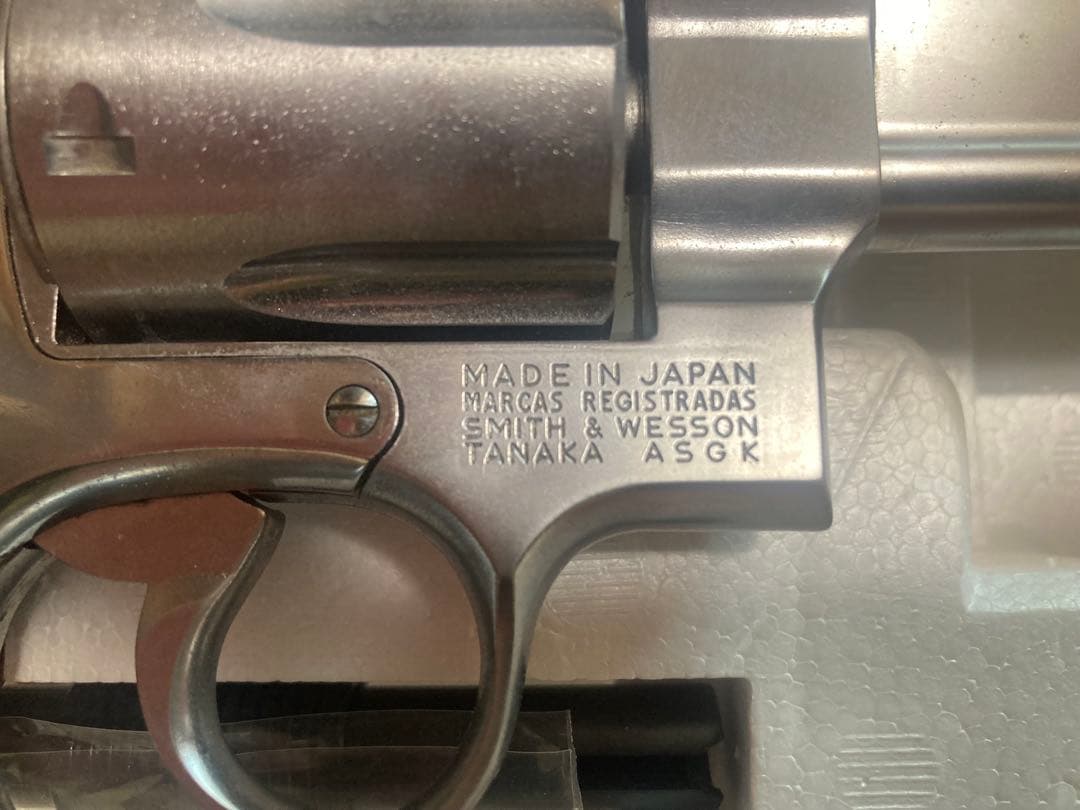 MADE IN JAPAN
MARCAS REGISTRADAS
SMITH & WESSON
TANAKA ASGK